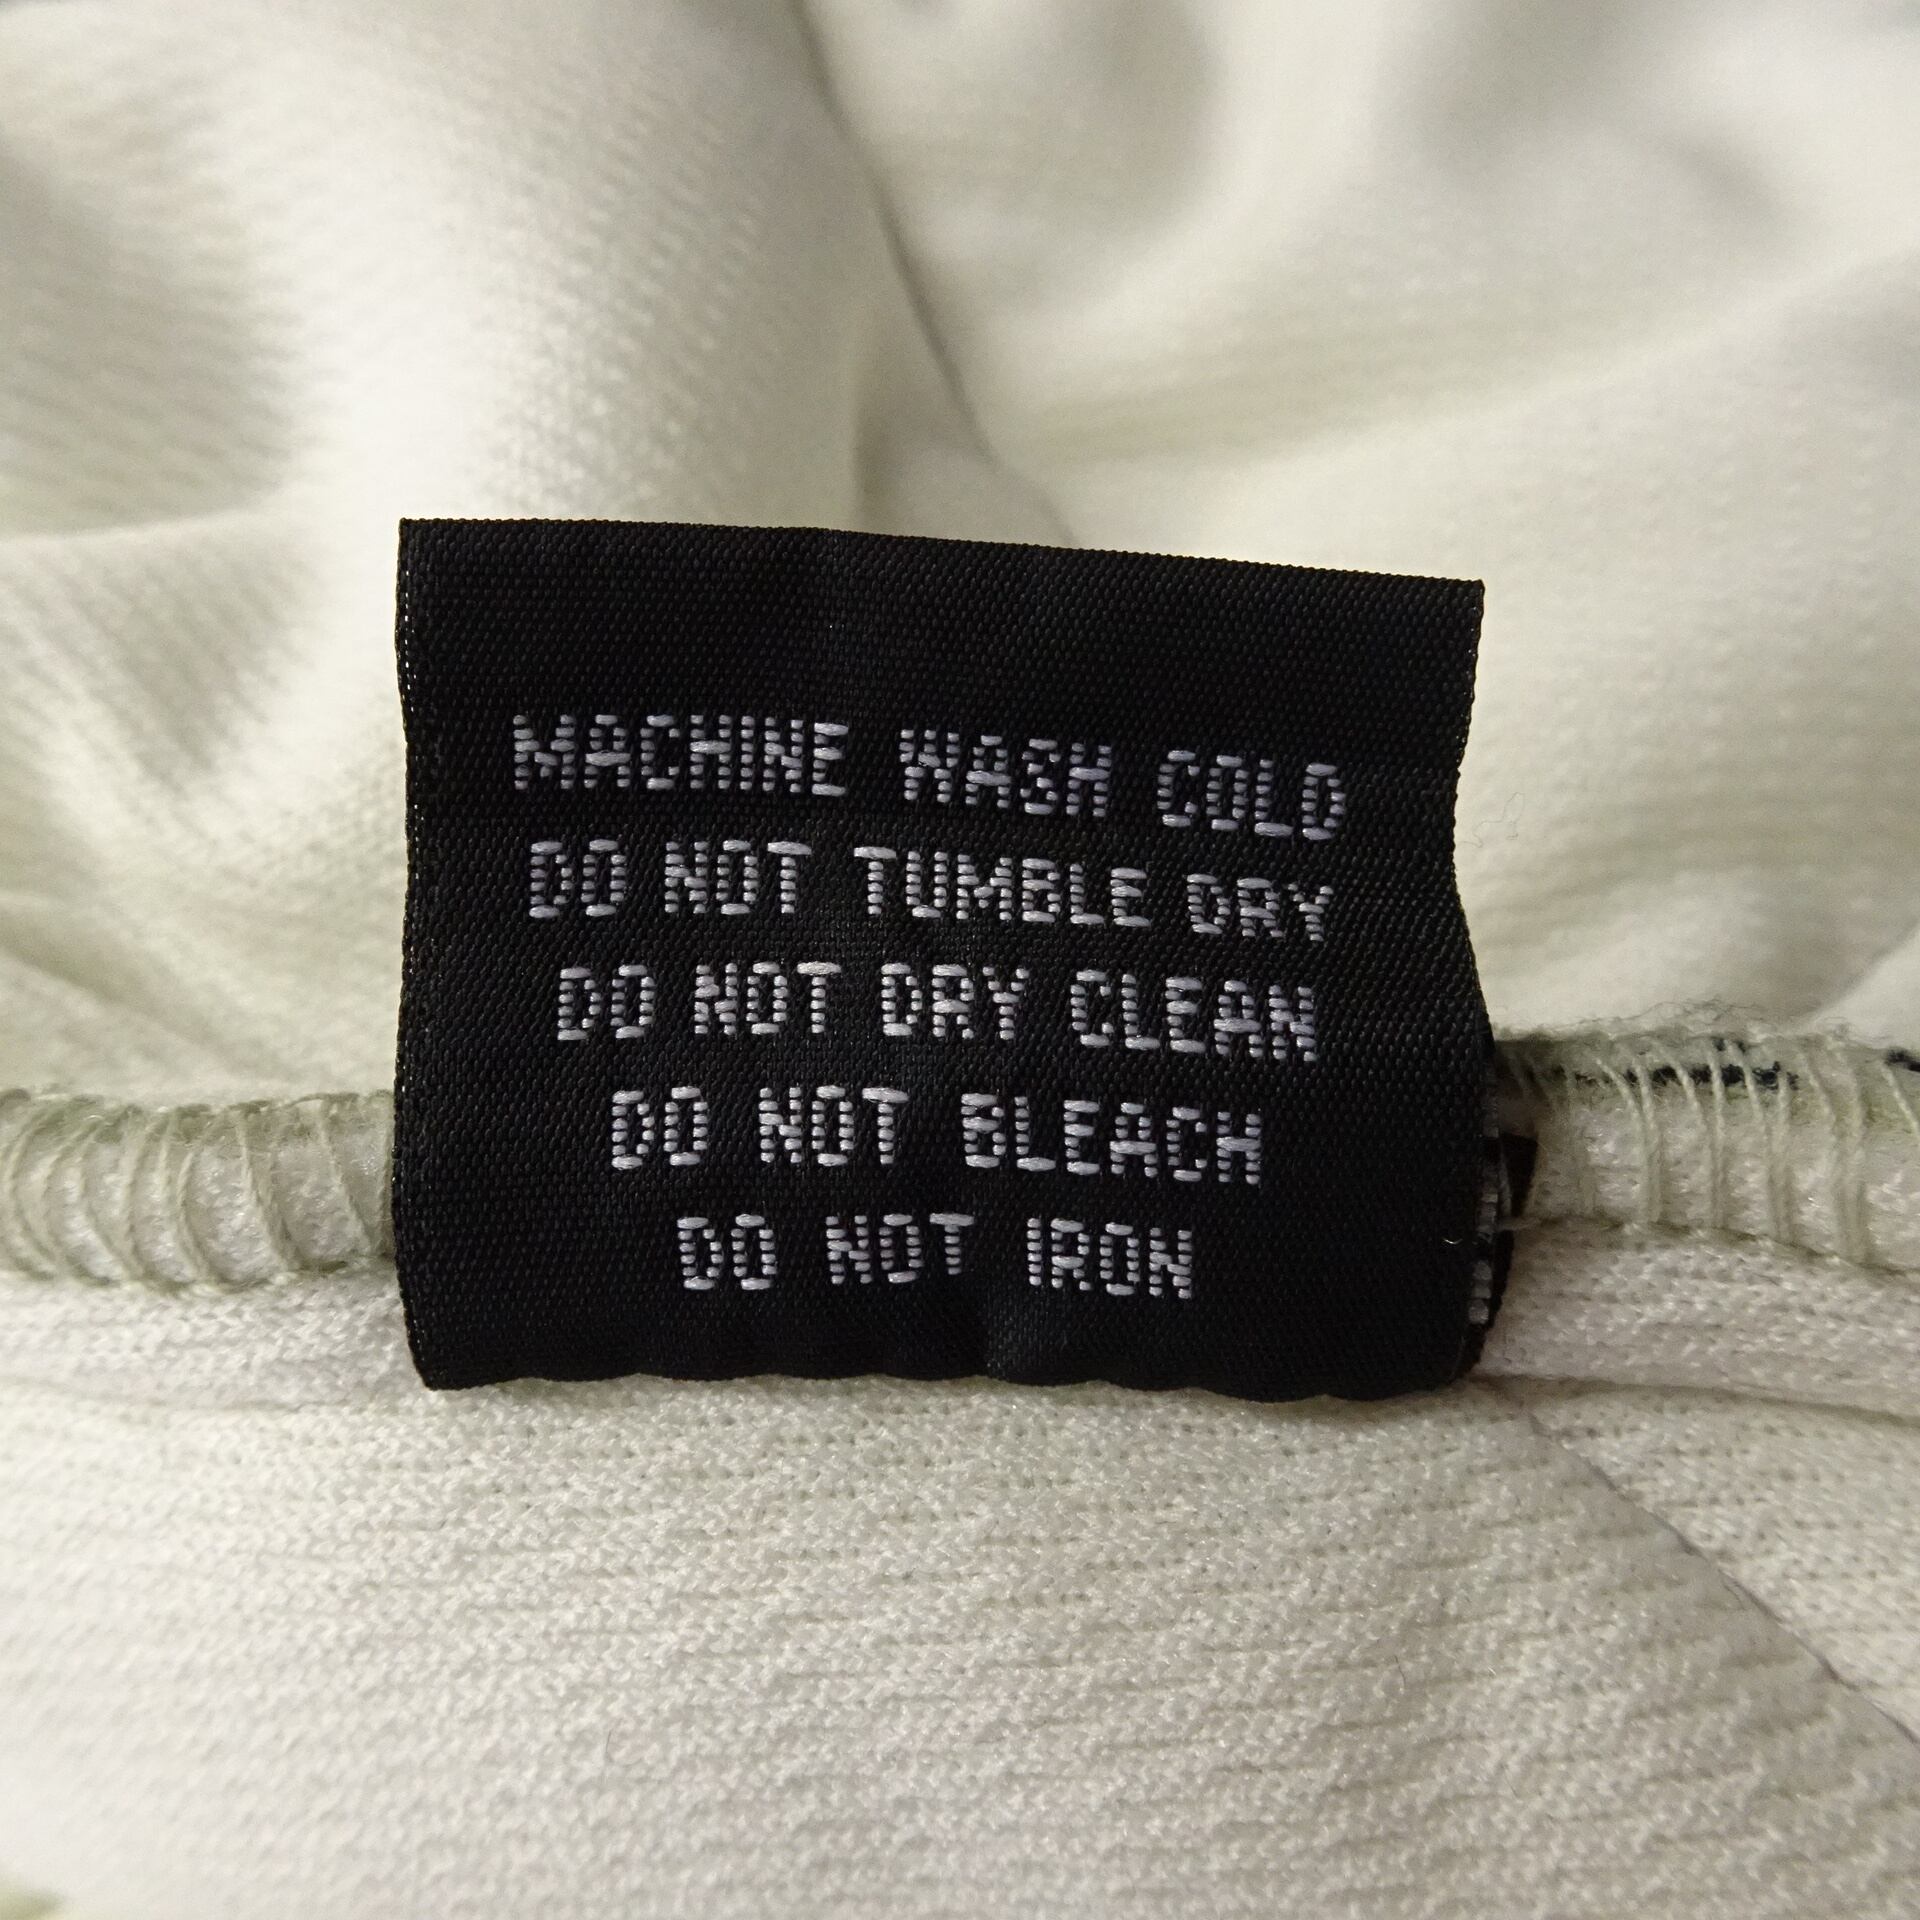 MACHINE WASH COLD
DO NOT TUMBLE DRY
DO NOT DRY CLEAN
DO NOT BLEACH
DO NOT IRON